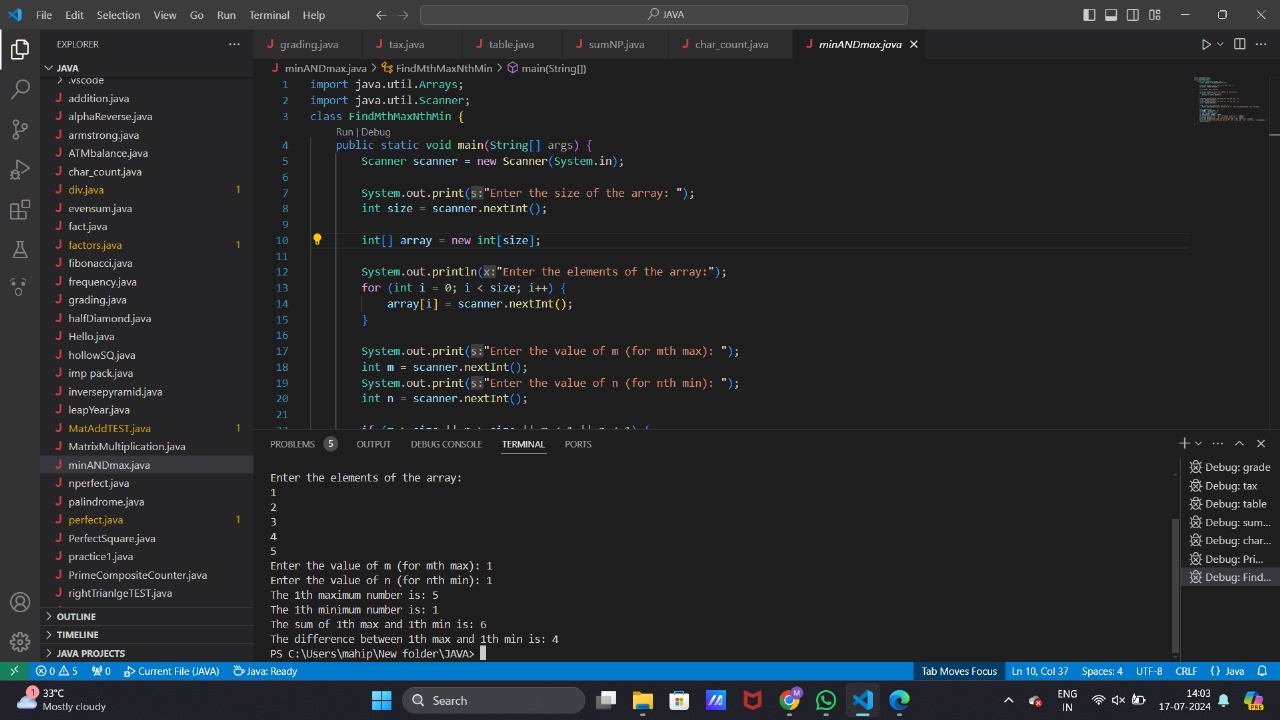 File Edit Selection View Go Run Terminal Help
JAVA
EXPLORER
JAVA
.vscode
addition.java
alphaReverse.java
armstrong.java
ATMbalance.java
char_count.java
div.java 1
evensum.java
fact.java
factors.java 1
fibonacci.java
frequency.java
grading.java
halfDiamond.java
Hello.java
hollowSQ.java
imp pack.java
inversepyramid.java
leapYear.java
MatAddTEST.java 1
MatrixMultiplication.java
minANDmax.java
nperfect.java
palindrome.java
perfect.java 1
PerfectSquare.java
practice1.java
PrimeCompositeCounter.java
rightTrianlgeTEST.java
OUTLINE
TIMELINE
JAVA PROJECTS
grading.java tax.java table.java sumNP.java char_count.java minANDmax.java
minANDmax.java > FindMthMaxNthMin > main(String[])
1 import java.util.Arrays;
2 import java.util.Scanner;
3 class FindMthMaxNthMin {
Run | Debug
4 public static void main(String[] args) {
5 Scanner scanner = new Scanner(System.in);
6
7 System.out.print(s:"Enter the size of the array: ");
8 int size = scanner.nextInt();
9
10 int[] array = new int[size];
11
12 System.out.println(x:"Enter the elements of the array:");
13 for (int i = 0; i < size; i++) {
14 array[i] = scanner.nextInt();
15 }
16
17 System.out.print(s:"Enter the value of m (for mth max): ");
18 int m = scanner.nextInt();
19 System.out.print(s:"Enter the value of n (for nth min): ");
20 int n = scanner.nextInt();
21
if (m > size || n > size || m < 1 || n < 1) {
PROBLEMS 5 OUTPUT DEBUG CONSOLE TERMINAL PORTS
Enter the elements of the array:
1
2
3
4
5
Enter the value of m (for mth max): 1
Enter the value of n (for nth min): 1
The 1th maximum number is: 5
The 1th minimum number is: 1
The sum of 1th max and 1th min is: 6
The difference between 1th max and 1th min is: 4
PS C:\Users\mahip\New folder\JAVA>
Debug: grade
Debug: tax
Debug: table
Debug: sum...
Debug: char...
Debug: Pri...
Debug: Find...
0 5 0 Current File (JAVA) Java: Ready Tab Moves Focus Ln 10, Col 37 Spaces: 4 UTF-8 CRLF {} Java
1 33°C
Mostly cloudy
Search
M
ENG
IN
14:03
17-07-2024
PRE